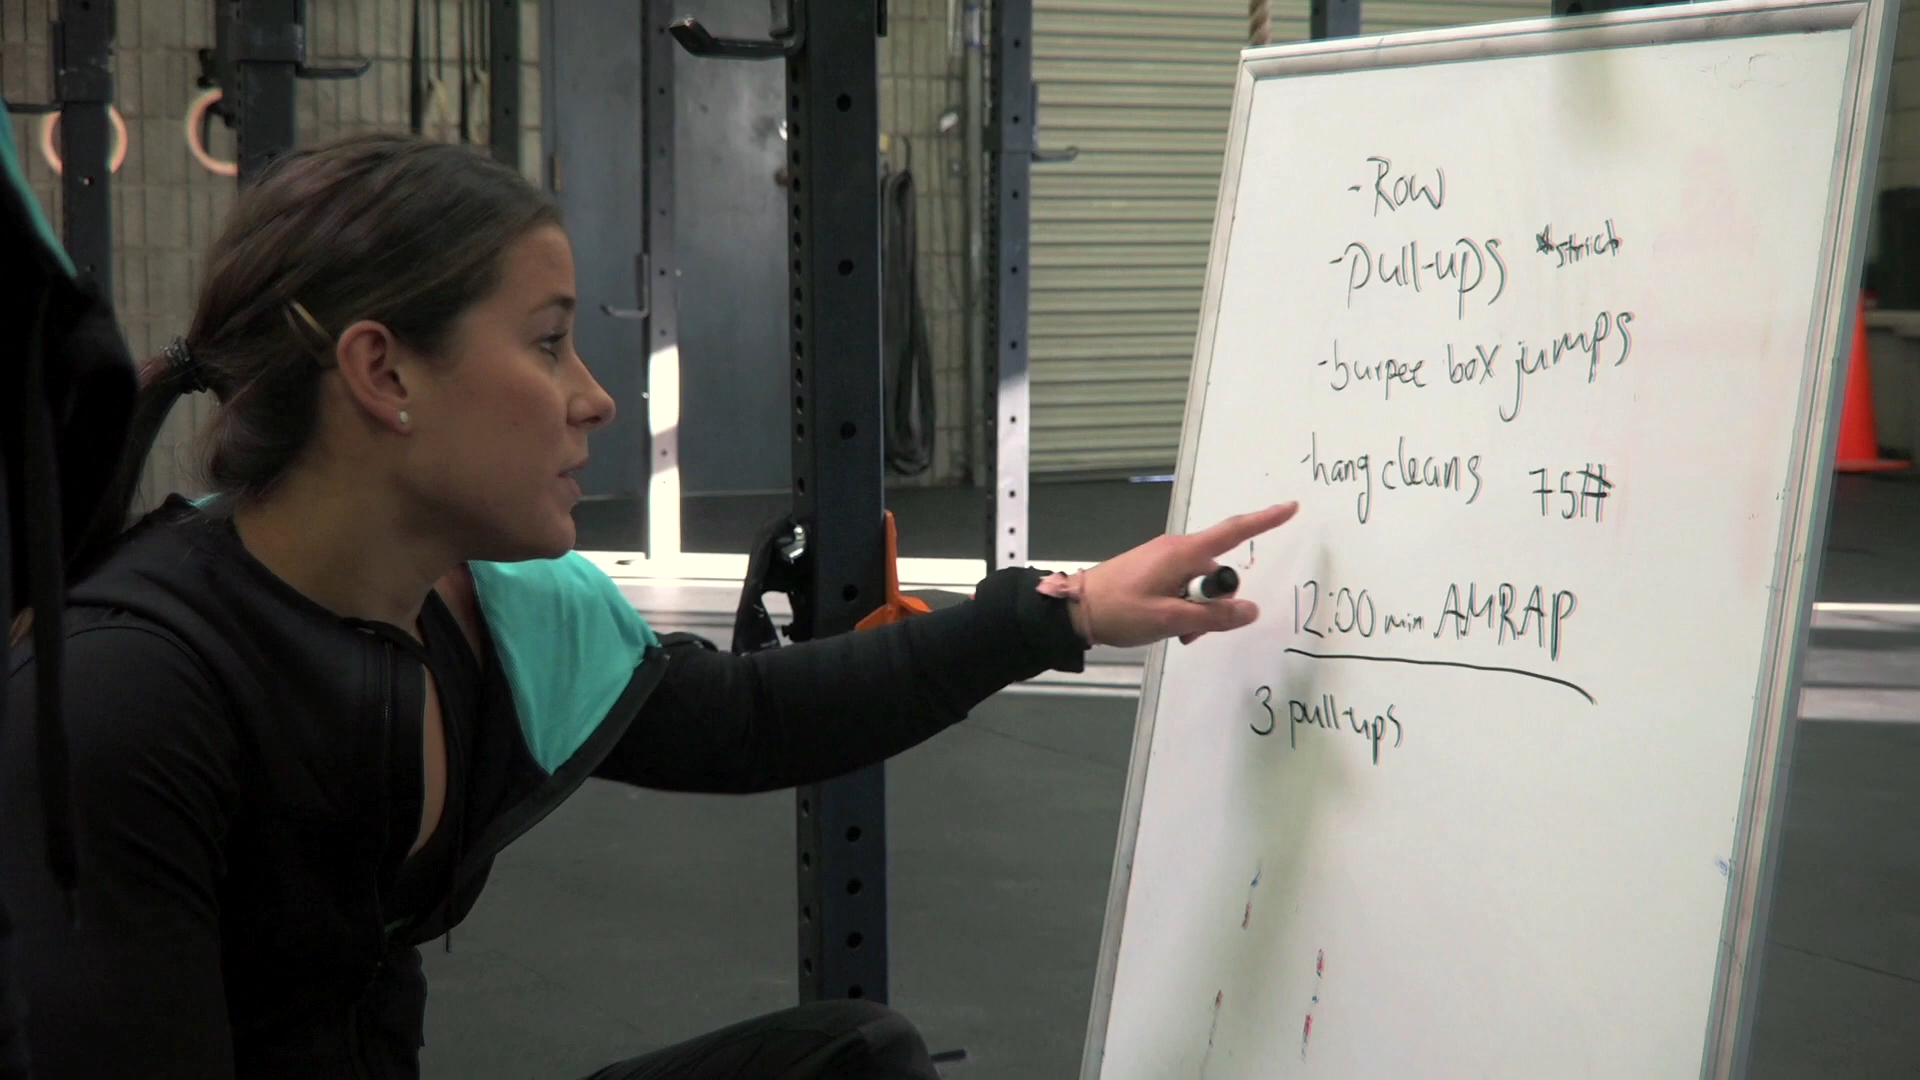 -Row
-pull-ups *strict
-burpee box jumps
-hang cleans 75#
12:00 min AMRAP
3 pull-ups